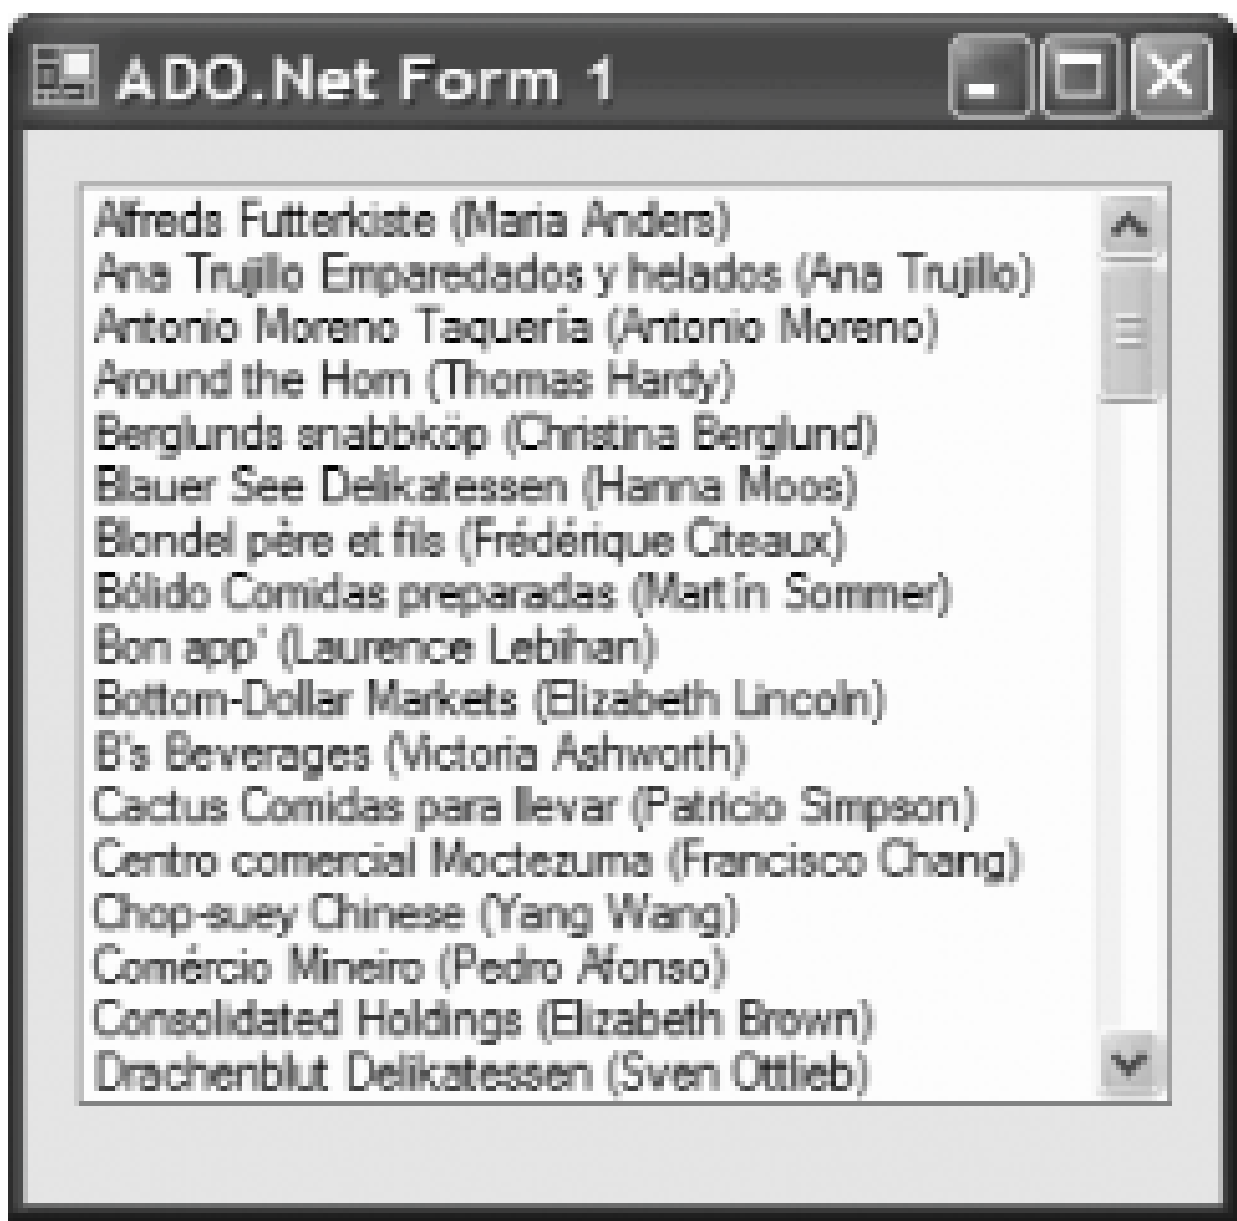 ADO.Net Form 1
Alfreds Futterkiste (Maria Anders)
Ana Trujillo Emparedados y helados (Ana Trujillo)
Antonio Moreno Taquería (Antonio Moreno)
Around the Horn (Thomas Hardy)
Berglunds snabbköp (Christina Berglund)
Blauer See Delikatessen (Hanna Moos)
Blondel père et fils (Frédérique Citeaux)
Bólido Comidas preparadas (Martín Sommer)
Bon app' (Laurence Lebihan)
Bottom-Dollar Markets (Elizabeth Lincoln)
B's Beverages (Victoria Ashworth)
Cactus Comidas para llevar (Patricio Simpson)
Centro comercial Moctezuma (Francisco Chang)
Chop-suey Chinese (Yang Wang)
Comércio Mineiro (Pedro Afonso)
Consolidated Holdings (Elizabeth Brown)
Drachenblut Delikatessen (Sven Ottlieb)